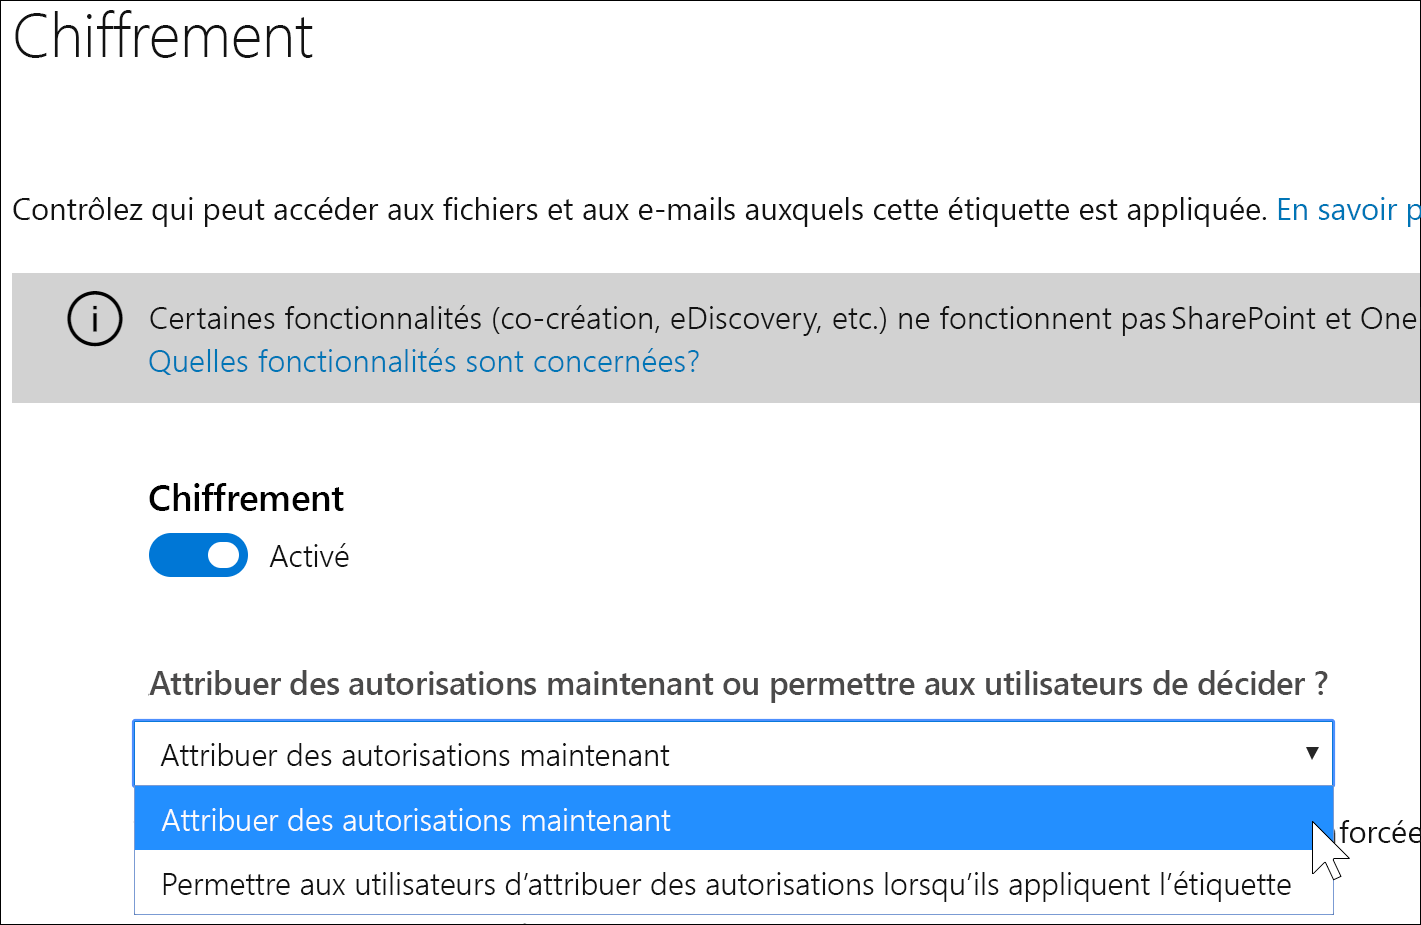 Chiffrement
Contrôlez qui peut accéder aux fichiers et aux e-mails auxquels cette étiquette est appliquée. En savoir p
Certaines fonctionnalités (co-création, eDiscovery, etc.) ne fonctionnent pas SharePoint et One
Quelles fonctionnalités sont concernées?
Chiffrement
Activé
Attribuer des autorisations maintenant ou permettre aux utilisateurs de décider ?
Attribuer des autorisations maintenant
Attribuer des autorisations maintenant
nforcée
Permettre aux utilisateurs d’attribuer des autorisations lorsqu’ils appliquent l’étiquette